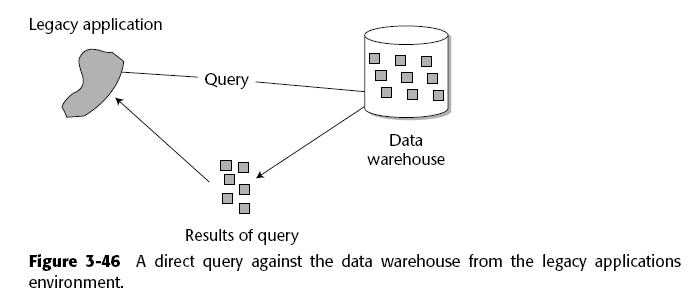 Legacy application
Query
Data
warehouse
Results of query
Figure 3-46 A direct query against the data warehouse from the legacy applications
environment.